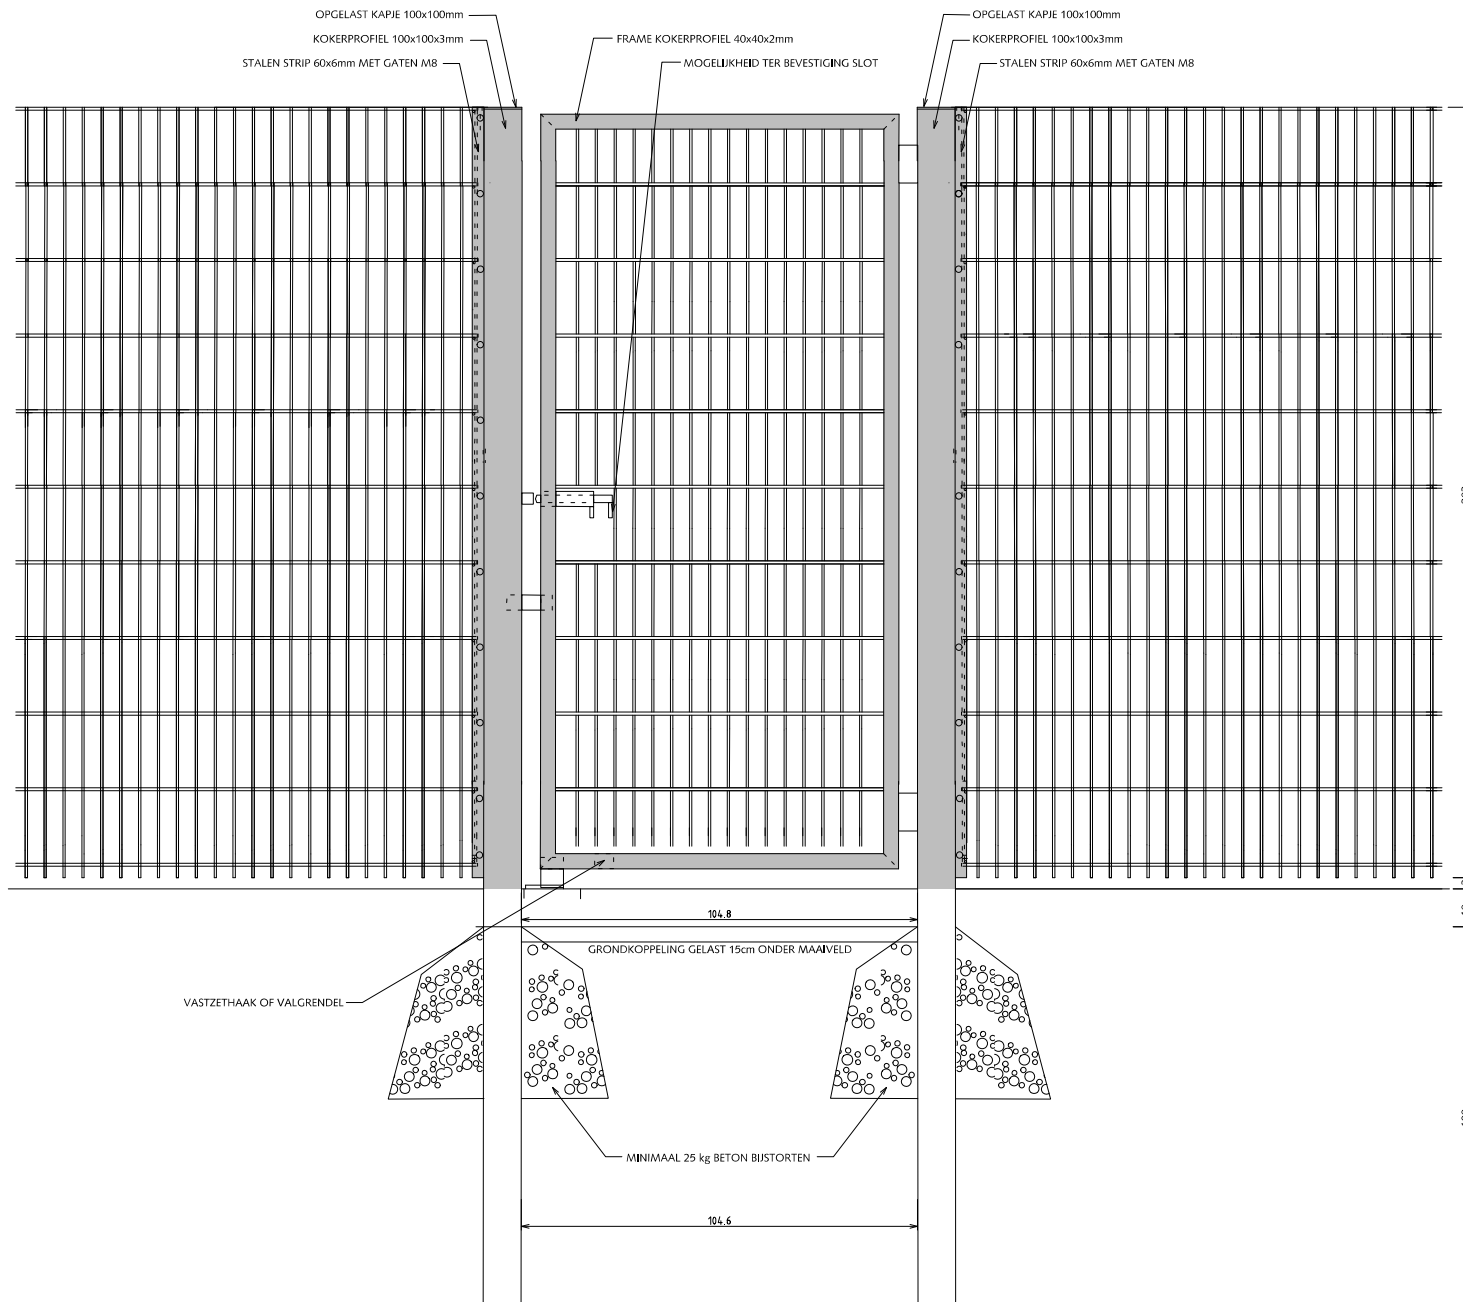 OPGELAST KAPJE 100x100mm
OPGELAST KAPJE 100x100mm
KOKERPROFIEL 100x100x3mm
FRAME KOKERPROFIEL 40x40x2mm
KOKERPROFIEL 100x100x3mm
STALEN STRIP 60x6mm MET GATEN M8
MOGELIJKHEID TER BEVESTIGING SLOT
STALEN STRIP 60x6mm MET GATEN M8
104.8
GRONDKOPPELING GELAST 15cm ONDER MAAIVELD
VASTZETHAAK OF VALGRENDEL
MINIMAAL 25 kg BETON BIJSTORTEN
104.6